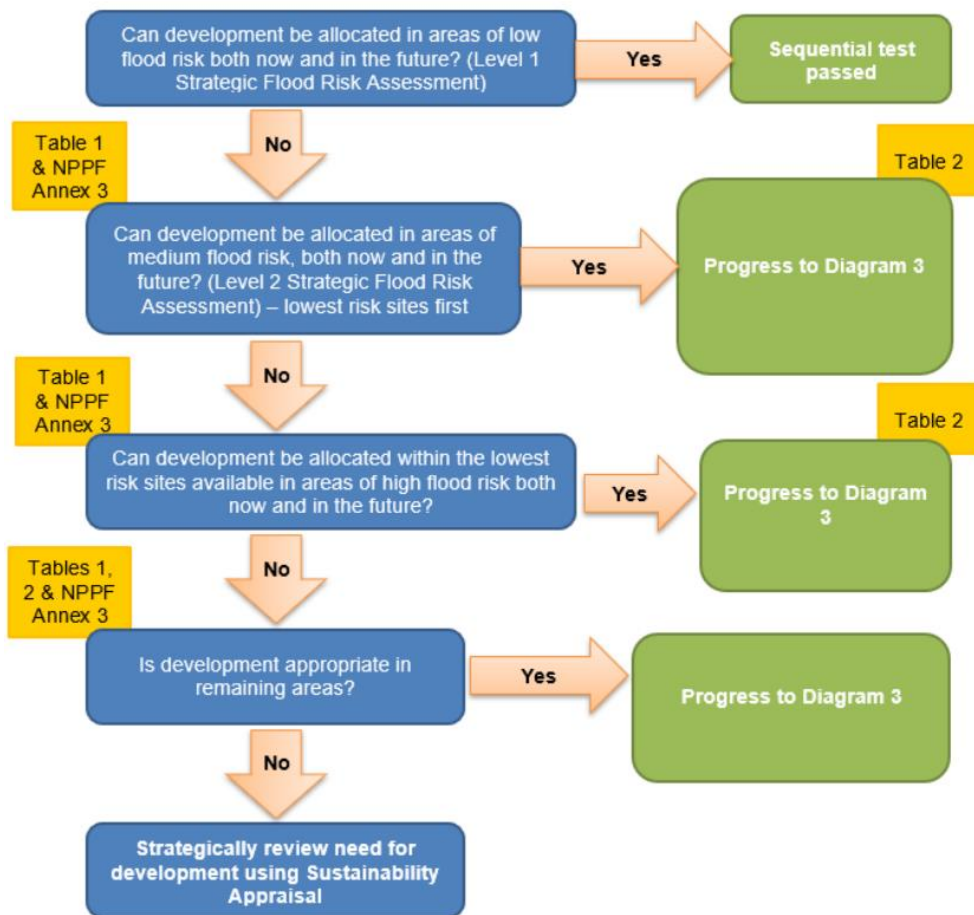 Can development be allocated in areas of low
flood risk both now and in the future? (Level 1
Strategic Flood Risk Assessment)
Yes
Sequential test
passed
No
Table 1
& NPPF
Annex 3
Table 2
Can development be allocated in areas of
medium flood risk, both now and in the
future? (Level 2 Strategic Flood Risk
Assessment) – lowest risk sites first
Yes
Progress to Diagram 3
No
Table 1
& NPPF
Annex 3
Table 2
Can development be allocated within the lowest
risk sites available in areas of high flood risk both
now and in the future?
Yes
Progress to Diagram
3
No
Tables 1,
2 & NPPF
Annex 3
Is development appropriate in
remaining areas?
Yes
Progress to Diagram 3
No
Strategically review need for
development using Sustainability
Appraisal